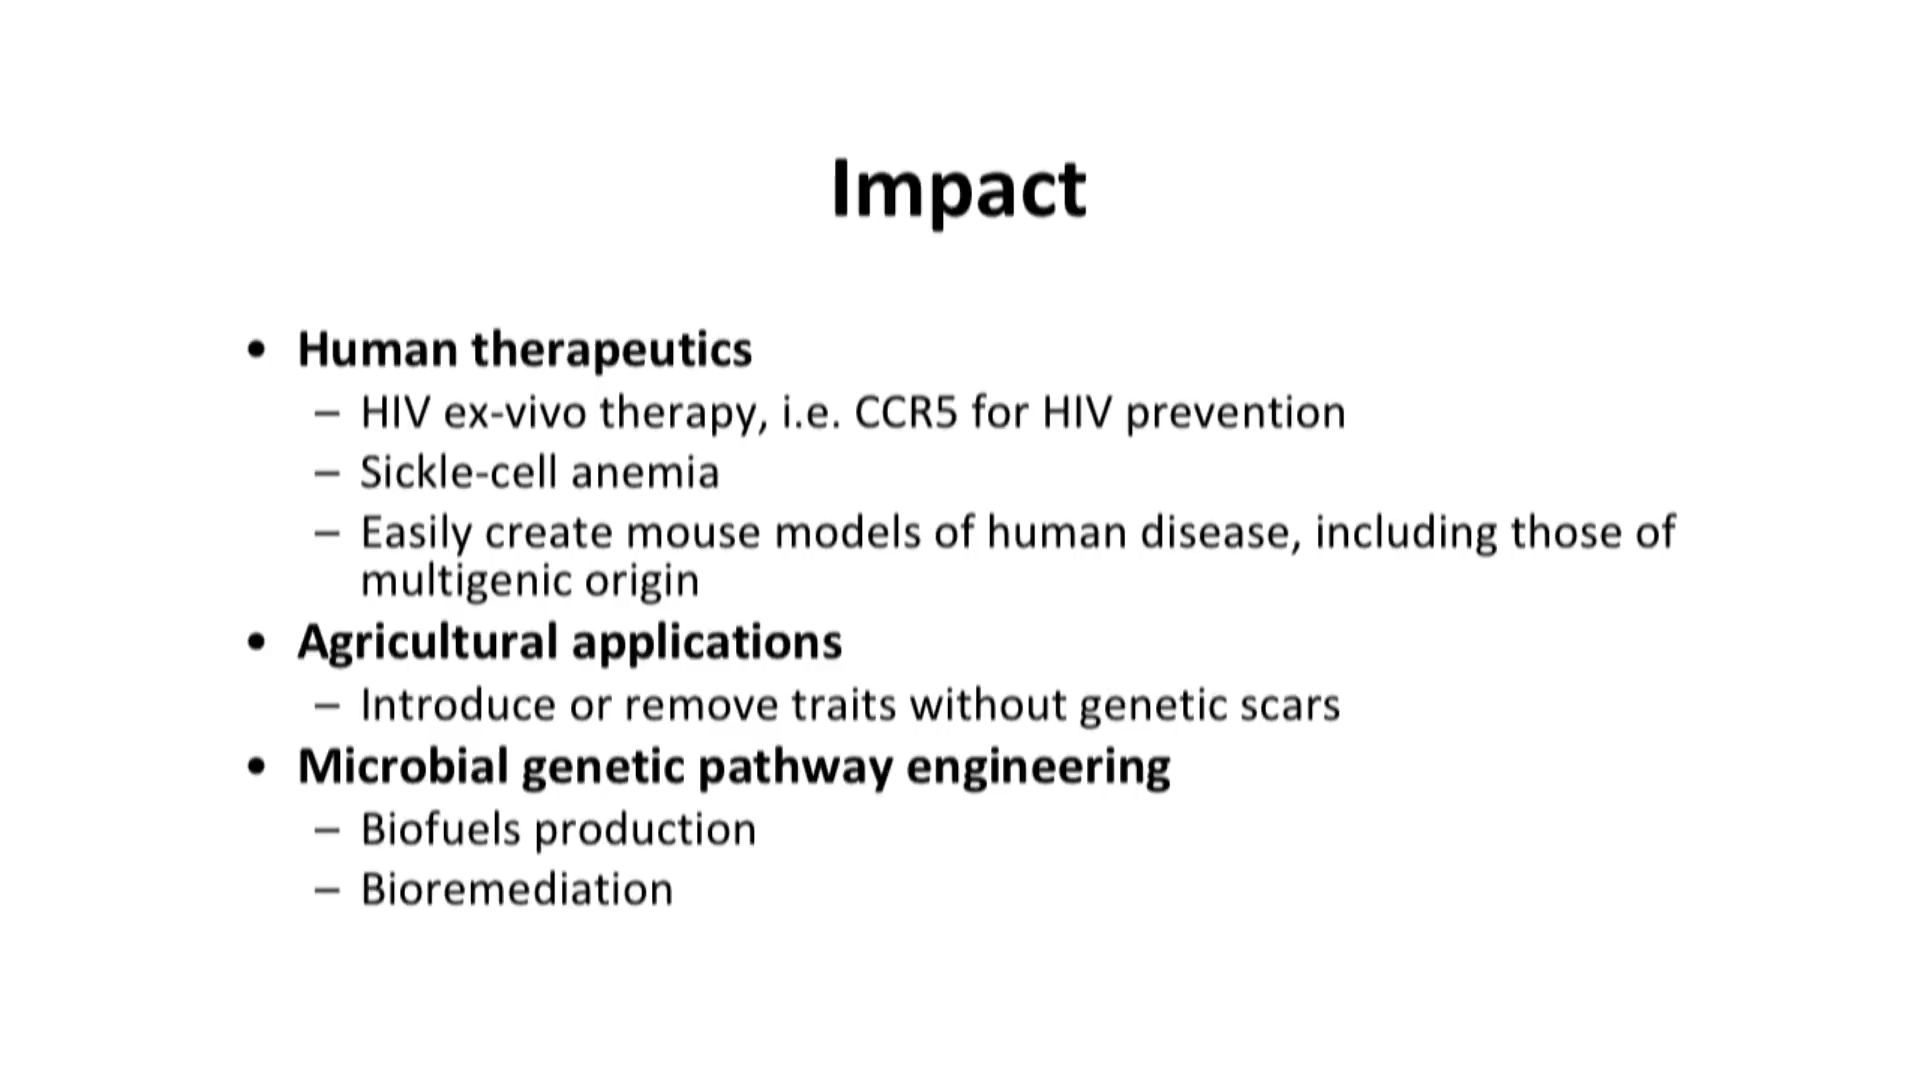 Impact
• Human therapeutics
– HIV ex-vivo therapy, i.e. CCR5 for HIV prevention
– Sickle-cell anemia
– Easily create mouse models of human disease, including those of
multigenic origin
• Agricultural applications
– Introduce or remove traits without genetic scars
• Microbial genetic pathway engineering
– Biofuels production
– Bioremediation